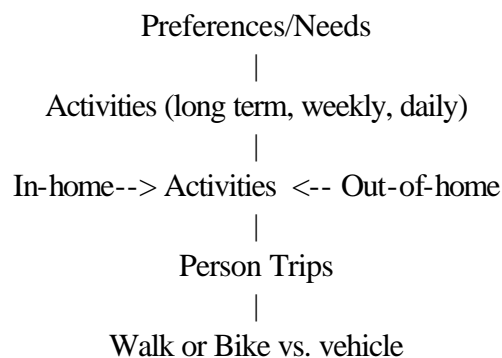 Preferences/Needs
|
Activities (long term, weekly, daily)
|
In-home--> Activities <-- Out-of-home
|
Person Trips
|
Walk or Bike vs. vehicle